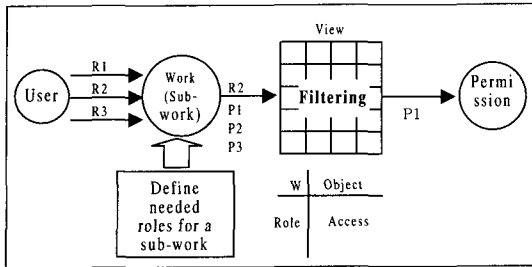 View
R1
R2
R3
User
Work
(Sub-
work)
R2
P1
P2
P3
Filtering
P1
Permi
ssion
Define
needed
roles for a
sub-work
W Object
Role Access